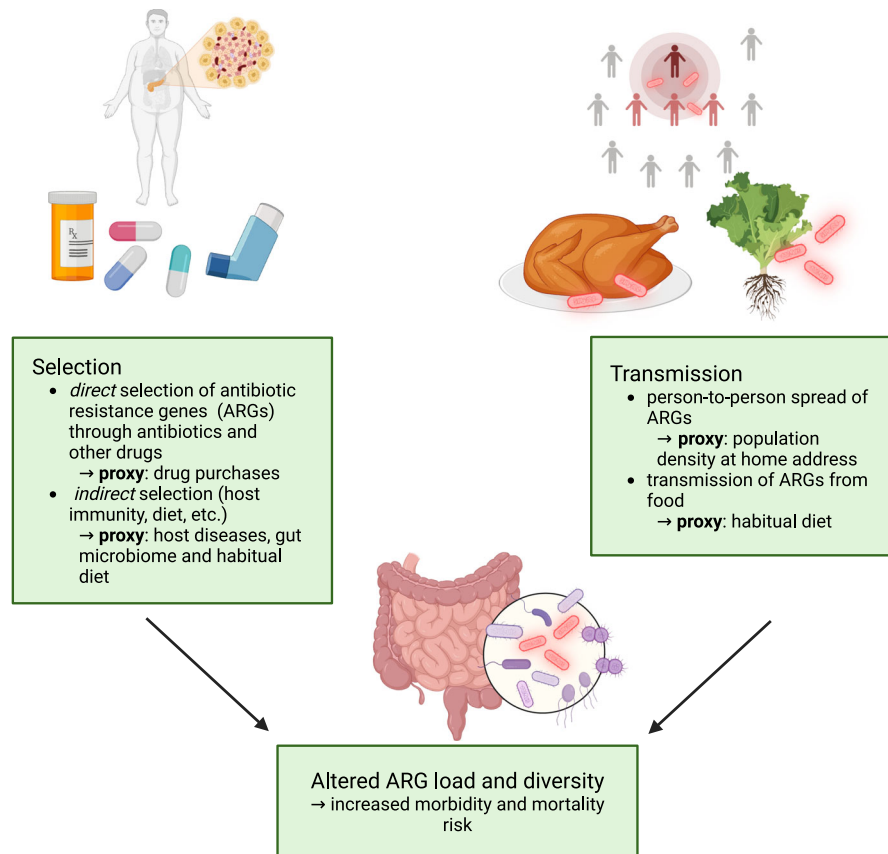 Rx
Selection
• direct selection of antibiotic
resistance genes (ARGs)
through antibiotics and
other drugs
→ proxy: drug purchases
• indirect selection (host
immunity, diet, etc.)
→ proxy: host diseases, gut
microbiome and habitual
diet
Transmission
• person-to-person spread of
ARGs
→ proxy: population
density at home address
• transmission of ARGs from
food
→ proxy: habitual diet
Altered ARG load and diversity
→ increased morbidity and mortality
risk